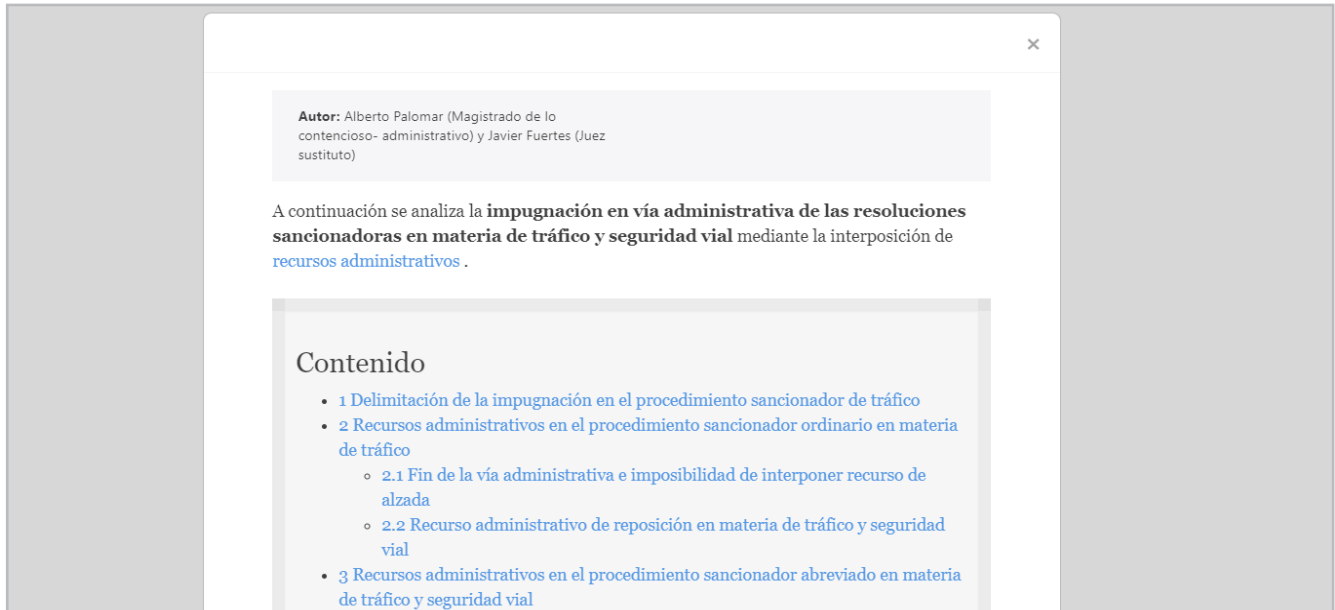 ×
Autor: Alberto Palomar (Magistrado de lo
contencioso- administrativo) y Javier Fuertes (Juez
sustituto)
A continuación se analiza la impugnación en vía administrativa de las resoluciones
sancionadoras en materia de tráfico y seguridad vial mediante la interposición de
recursos administrativos .
Contenido
• 1 Delimitación de la impugnación en el procedimiento sancionador de tráfico
• 2 Recursos administrativos en el procedimiento sancionador ordinario en materia
de tráfico
◦ 2.1 Fin de la vía administrativa e imposibilidad de interponer recurso de
alzada
◦ 2.2 Recurso administrativo de reposición en materia de tráfico y seguridad
vial
• 3 Recursos administrativos en el procedimiento sancionador abreviado en materia
de tráfico y seguridad vial